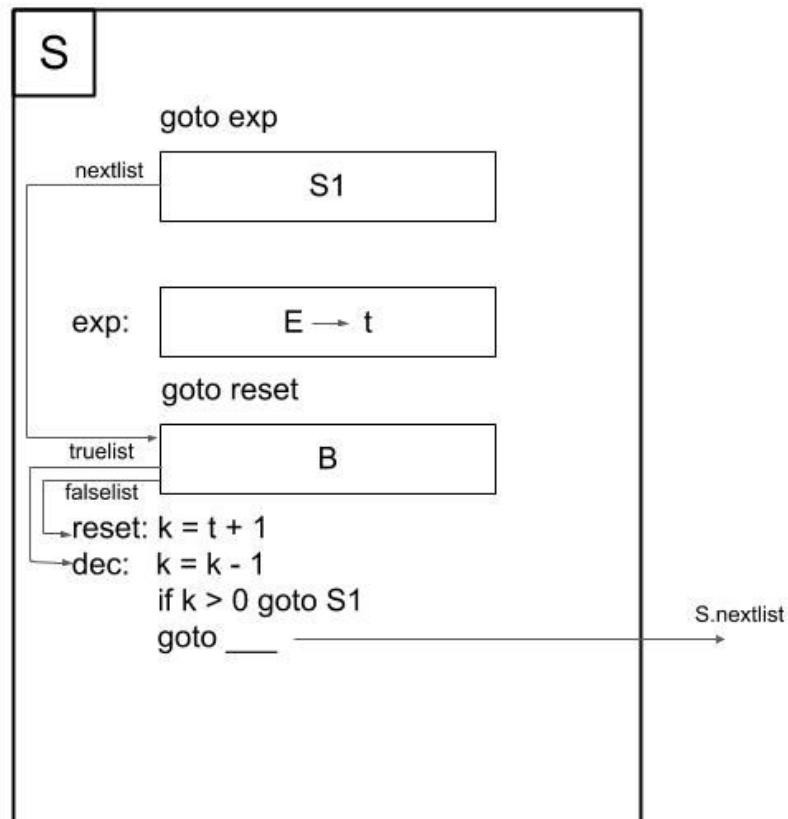 S
goto exp
nextlist
S1
exp:
E → t
goto reset
truelist
B
falselist
reset: k = t + 1
dec: k = k - 1
if k > 0 goto S1
S.nextlist
goto ___